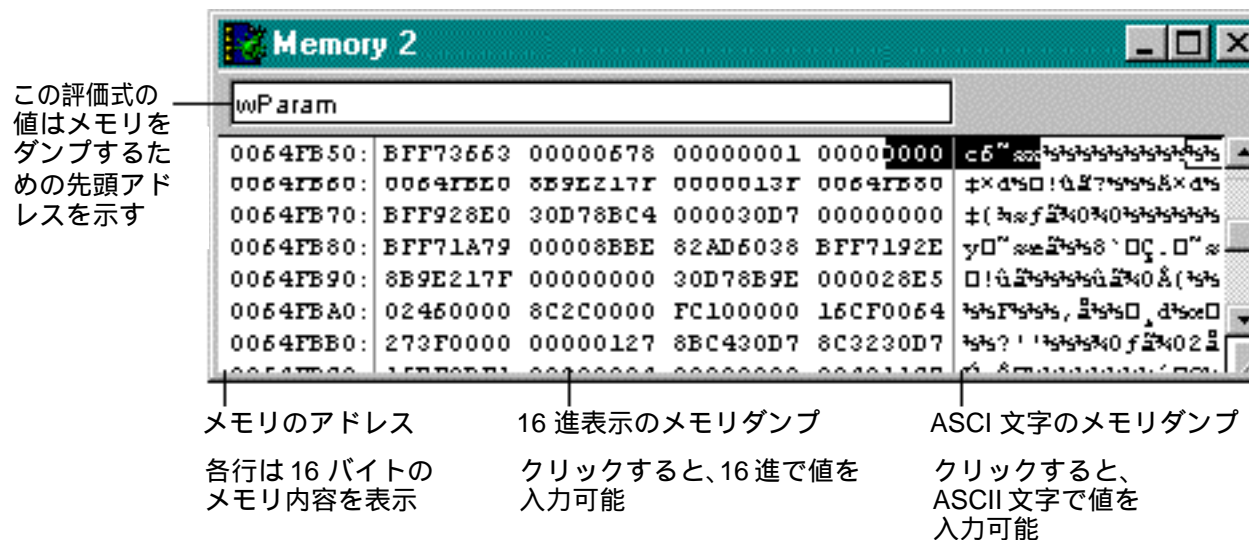 Memory 2
この評価式の
値はメモリを
ダンプするた
めの先頭アド
レスを示す
wParam
0064FB50: BFF73663 00000678 00000001 00000000
0064FB60: 0064FBE0 8B9E217F 0000013F 0064FB80
0064FB70: BFF928E0 30D78BC4 000030D7 00000000
0064FB80: BFF71A79 00008BBE 82AD6038 BFF7192E
0064FB90: 8B9E217F 00000000 30D78B9E 000028E5
0064FBA0: 02460000 8C2C0000 FC100000 16CF0064
0064FBB0: 273F0000 00000127 8BC430D7 8C3230D7
メモリのアドレス
各行は 16 バイトの
メモリ内容を表示
16 進表示のメモリダンプ
クリックすると、16 進で値を
入力可能
ASCI 文字のメモリダンプ
クリックすると、
ASCII 文字で値を
入力可能